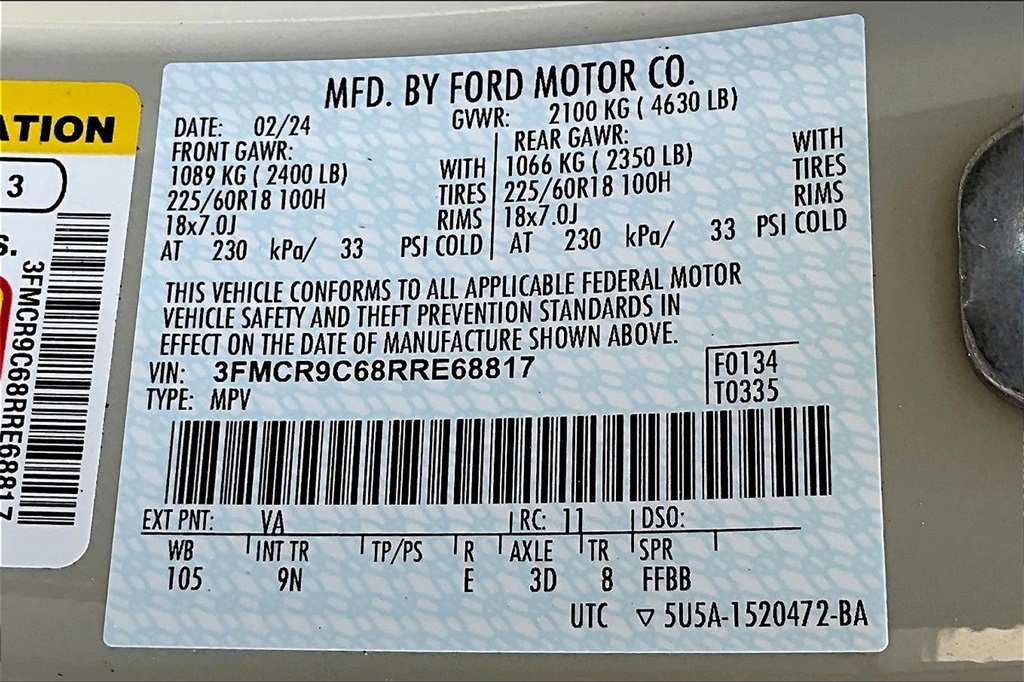 ATION
3
S.
3FMCR9C68RRE68817
MFD. BY FORD MOTOR CO.
DATE: 02/24
GVWR: 2100 KG ( 4630 LB)
FRONT GAWR:
1089 KG ( 2400 LB) WITH
225/60R18 100H TIRES
18x7.0J RIMS
AT 230 kPa/ 33 PSI COLD
REAR GAWR:
1066 KG ( 2350 LB) WITH
225/60R18 100H TIRES
18x7.0J RIMS
AT 230 kPa/ 33 PSI COLD
THIS VEHICLE CONFORMS TO ALL APPLICABLE FEDERAL MOTOR
VEHICLE SAFETY AND THEFT PREVENTION STANDARDS IN
EFFECT ON THE DATE OF MANUFACTURE SHOWN ABOVE.
VIN: 3FMCR9C68RRE68817
TYPE: MPV
F0134
T0335
EXT PNT: VA RC: 11 DSO:
WB INT TR TP/PS R AXLE TR SPR
105 9N E 3D 8 FFBB
UTC ▽ 5U5A-1520472-BA